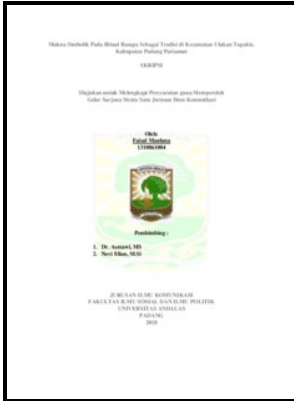 Makna Simbolik Pada Ritual Ratapa Sebagai Tradisi di Kecamatan Ulakan Tapakis,
Kabupaten Padang Pariaman
SKRIPSI
Diajukan untuk Melengkapi Persyaratan guna Memperoleh
Gelar Sarjana Strata Satu Jurusan Ilmu Komunikasi
Oleh
Faisal Maulana
1310861004
Pembimbing :
1. Dr. Asmawi, MS
2. Novi Elian, M.Si
JURUSAN ILMU KOMUNIKASI
FAKULTAS ILMU SOSIAL DAN ILMU POLITIK
UNIVERSITAS ANDALAS
PADANG
2018